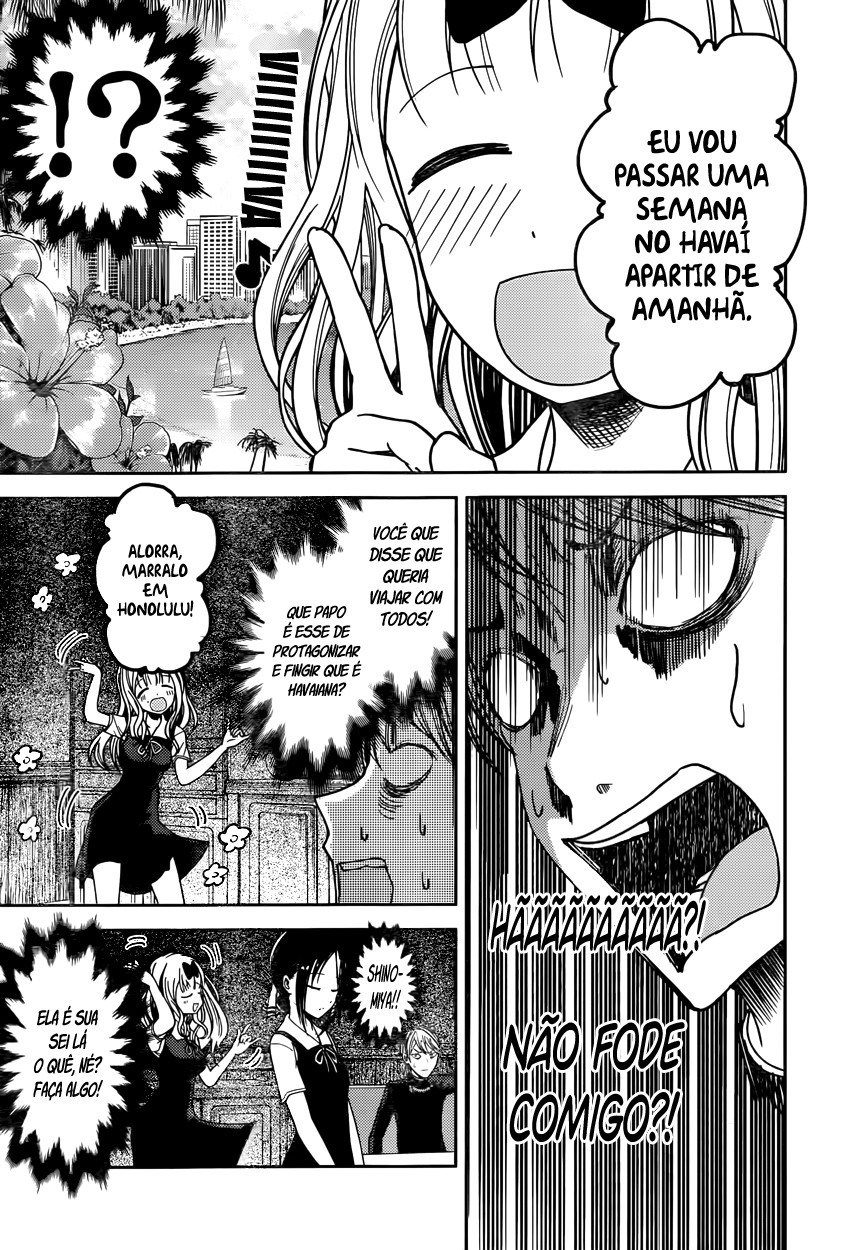 EU VOU
PASSAR UMA
SEMANA
NO HAVAÍ
APARTIR DE
AMANHÃ.
VIIIIIIIIIIVA
!?
HÃÃÃÃÃÃÃÃÃÃ?!
NÃO FODE
COMIGO?!
VOCÊ QUE
DISSE QUE
QUERIA
VIAJAR COM
TODOS!
QUE PAPO
É ESSE DE
PROTAGONIZAR
E FINGIR QUE É
HAVAIANA?
ALORRA,
MARRALO
EM
HONOLULU!
SHINO-
MIYA!!
ELA É SUA
SEI LÁ
O QUÊ, NÉ?
FAÇA ALGO!